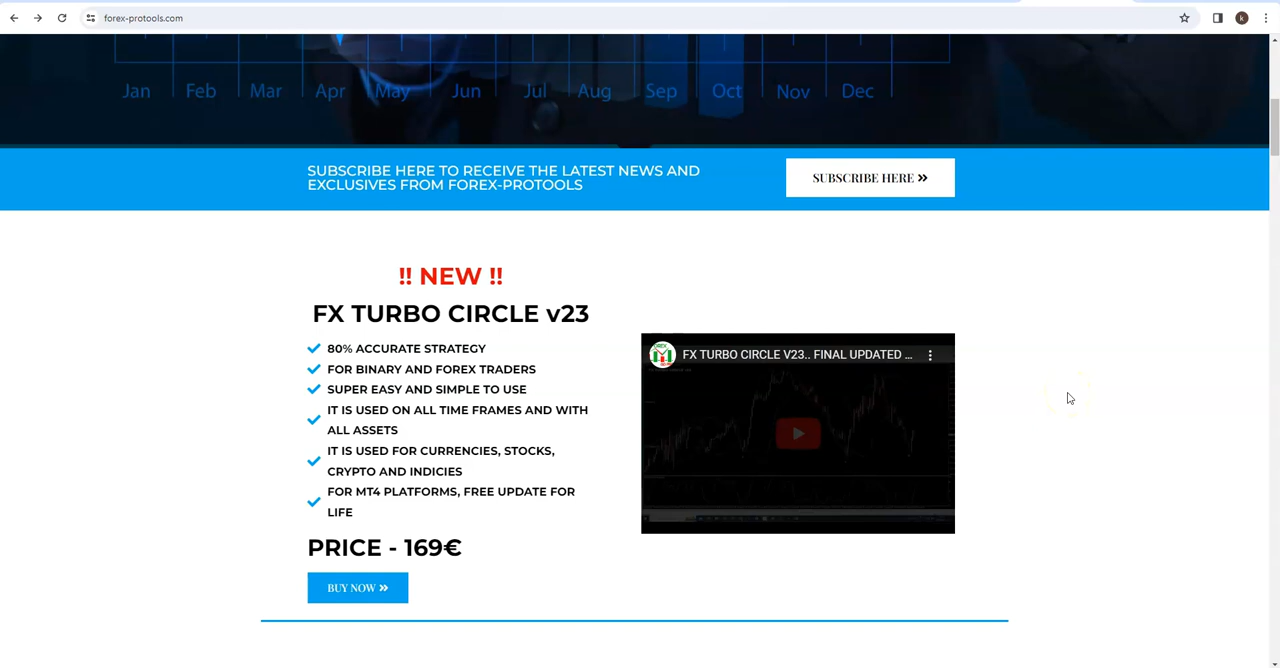 forex-protools.com
k
Jan Feb Mar Apr May Jun Jul Aug Sep Oct Nov Dec
SUBSCRIBE HERE TO RECEIVE THE LATEST NEWS AND
EXCLUSIVES FROM FOREX-PROTOOLS
SUBSCRIBE HERE »
!! NEW !!
FX TURBO CIRCLE v23
80% ACCURATE STRATEGY
FOR BINARY AND FOREX TRADERS
SUPER EASY AND SIMPLE TO USE
IT IS USED ON ALL TIME FRAMES AND WITH
ALL ASSETS
IT IS USED FOR CURRENCIES, STOCKS,
CRYPTO AND INDICIES
FOR MT4 PLATFORMS, FREE UPDATE FOR
LIFE
PRICE - 169€
BUY NOW »
FX TURBO CIRCLE V23.. FINAL UPDATED ...